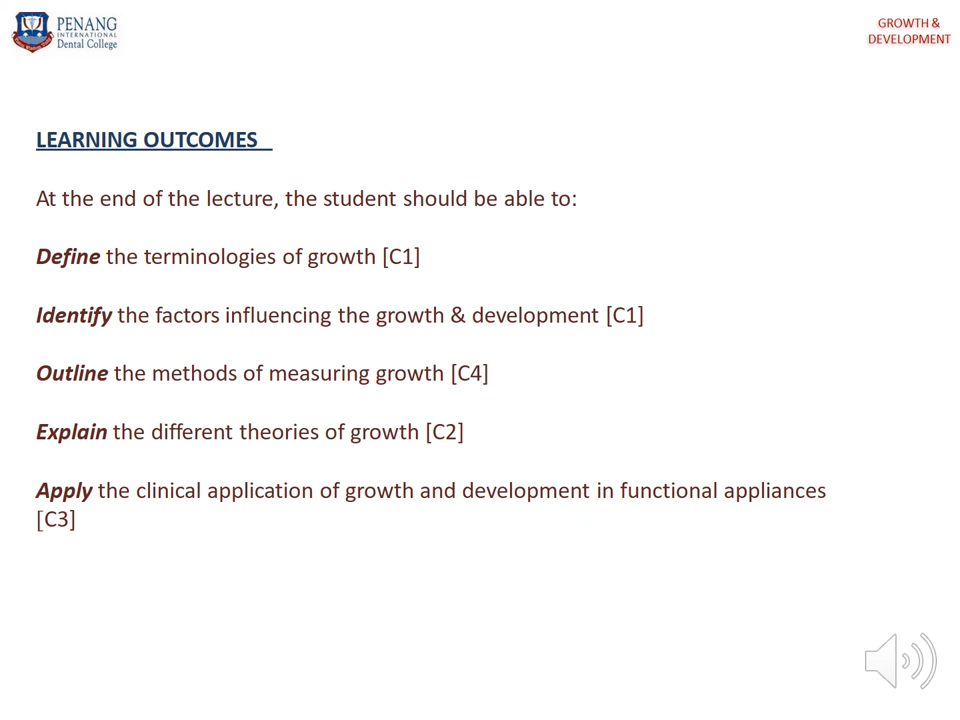 PENANG
INTERNATIONAL
Dental College
GROWTH &
DEVELOPMENT
LEARNING OUTCOMES
At the end of the lecture, the student should be able to:
Define the terminologies of growth [C1]
Identify the factors influencing the growth & development [C1]
Outline the methods of measuring growth [C4]
Explain the different theories of growth [C2]
Apply the clinical application of growth and development in functional appliances
[C3]